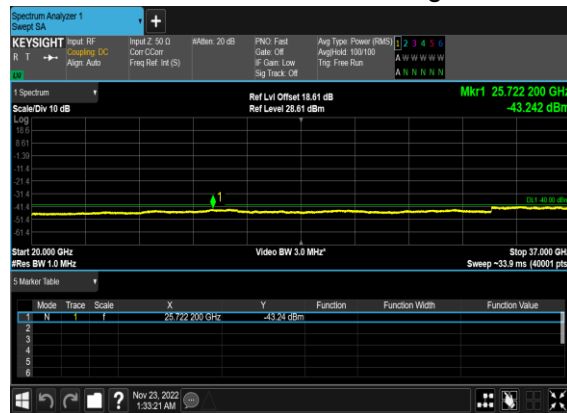 Spectrum Analyzer 1
Swept SA
+
KEYSIGHT Input: RF Input Z: 50 Ω #Atten: 20 dB PNO: Fast Avg Type: Power (RMS) 1 2 3 4 5 6
R T Coupling: DC Corr CCorr Gate: Off Avg|Hold: 100/100 A W W W W W
Align: Auto Freq Ref: Int (S) IF Gain: Low Trig: Free Run
Sig Track: Off A N N N N N
1 Spectrum
Ref Lvl Offset 18.61 dB Mkr1 25.722 200 GHz
Scale/Div 10 dB Ref Level 28.61 dBm -43.242 dBm
Log
18.6
8.61
-1.39
-11.4
-21.4
-31.4
1
DL1 -40.00 dBm
-41.4
-51.4
-61.4
Start 20.000 GHz Video BW 3.0 MHz* Stop 37.000 GHz
#Res BW 1.0 MHz Sweep ~33.9 ms (40001 pts)
5 Marker Table
Mode Trace Scale X Y Function Function Width Function Value
1 N 1 f 25.722 200 GHz -43.24 dBm
2
3
4
5
6
? Nov 23, 2022
1:33:21 AM